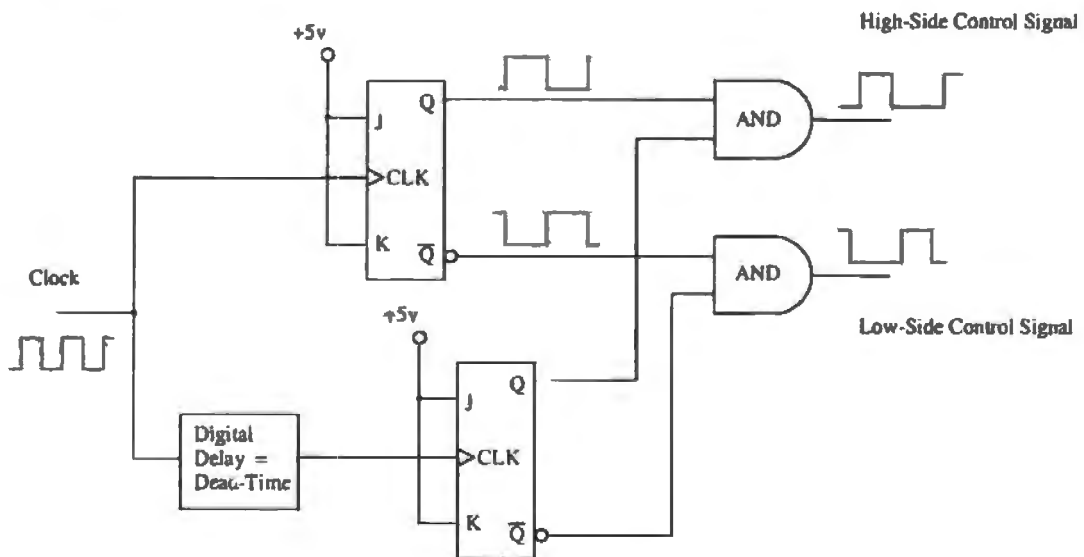 High-Side Control Signal
+5v
J
Q
CLK
K
Q
AND
AND
Clock
Low-Side Control Signal
+5v
J
Q
CLK
K
Q
Digital
Delay =
Dead-Time